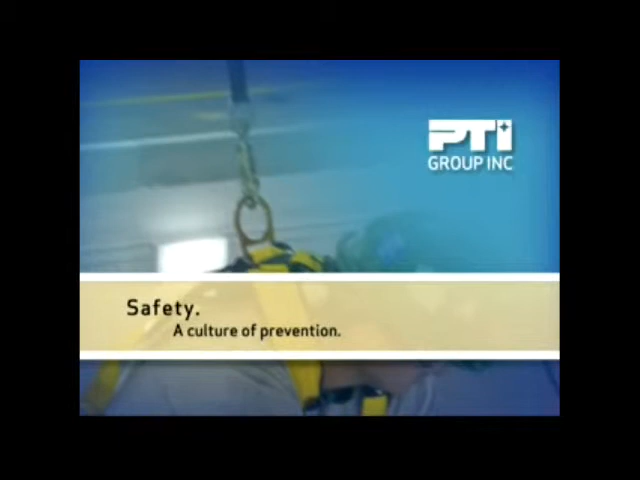 PTI
GROUP INC
Safety.
A culture of prevention.